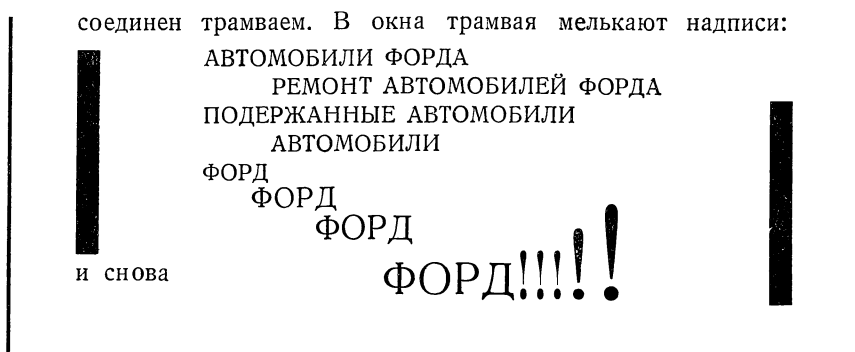 соединен трамваем. В окна трамвая мелькают надписи:
АВТОМОБИЛИ ФОРДА
РЕМОНТ АВТОМОБИЛЕЙ ФОРДА
ПОДЕРЖАННЫЕ АВТОМОБИЛИ
АВТОМОБИЛИ
ФОРД
ФОРД
ФОРД
и снова
ФОРД!!!!!